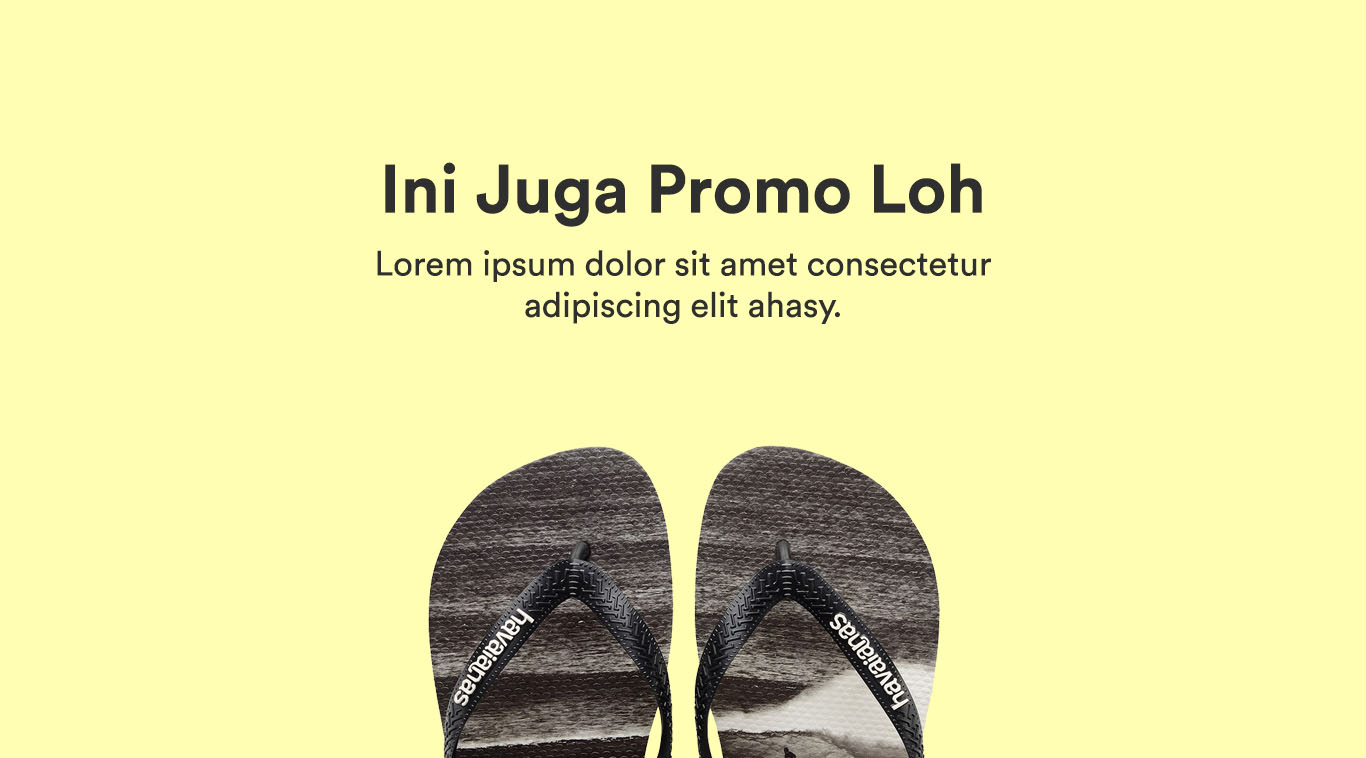 Ini Juga Promo Loh
Lorem ipsum dolor sit amet consectetur
adipiscing elit ahasy.
havaianas
havaianas